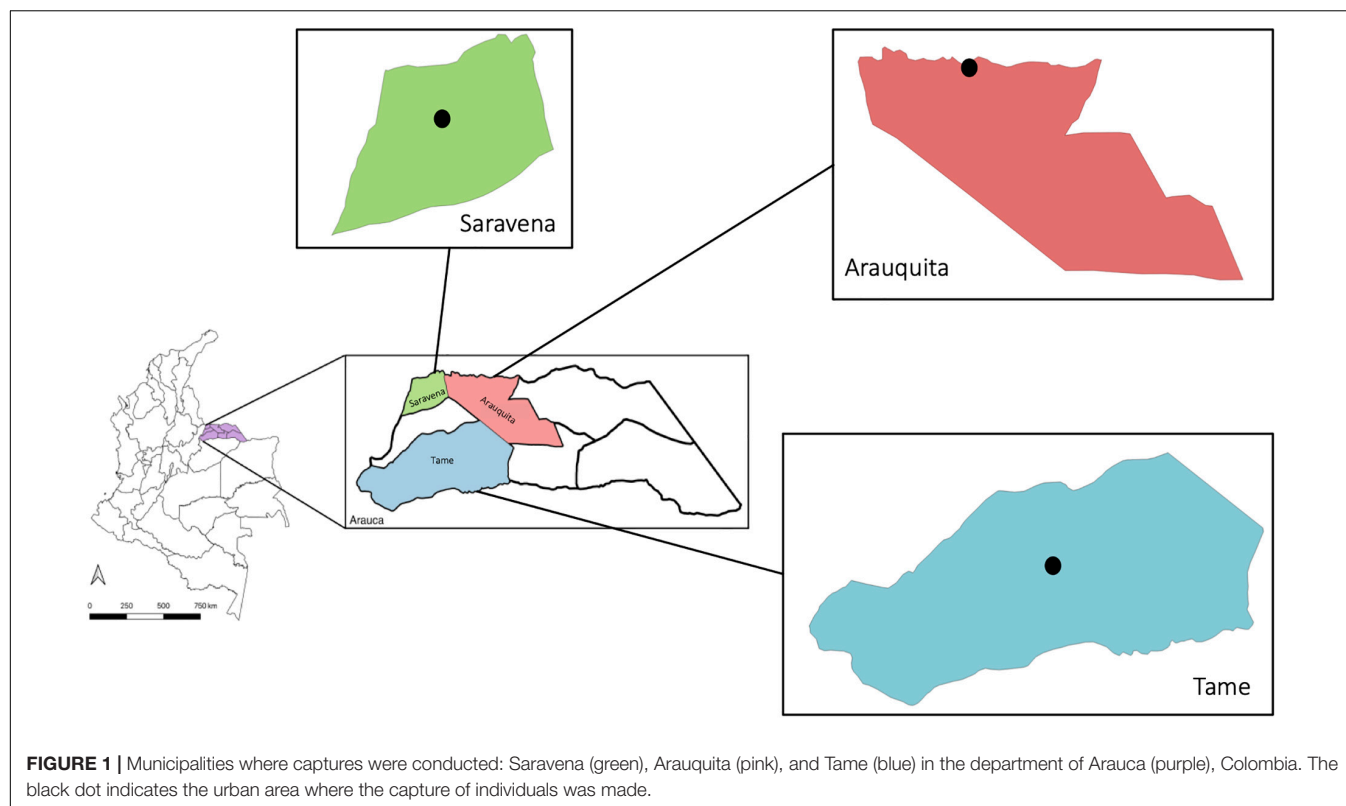 Saravena
Arauquita
Saravena
Arauquita
Tame
Arauca
0 250 500 750 km
Tame
FIGURE 1 | Municipalities where captures were conducted: Saravena (green), Arauquita (pink), and Tame (blue) in the department of Arauca (purple), Colombia. The
black dot indicates the urban area where the capture of individuals was made.